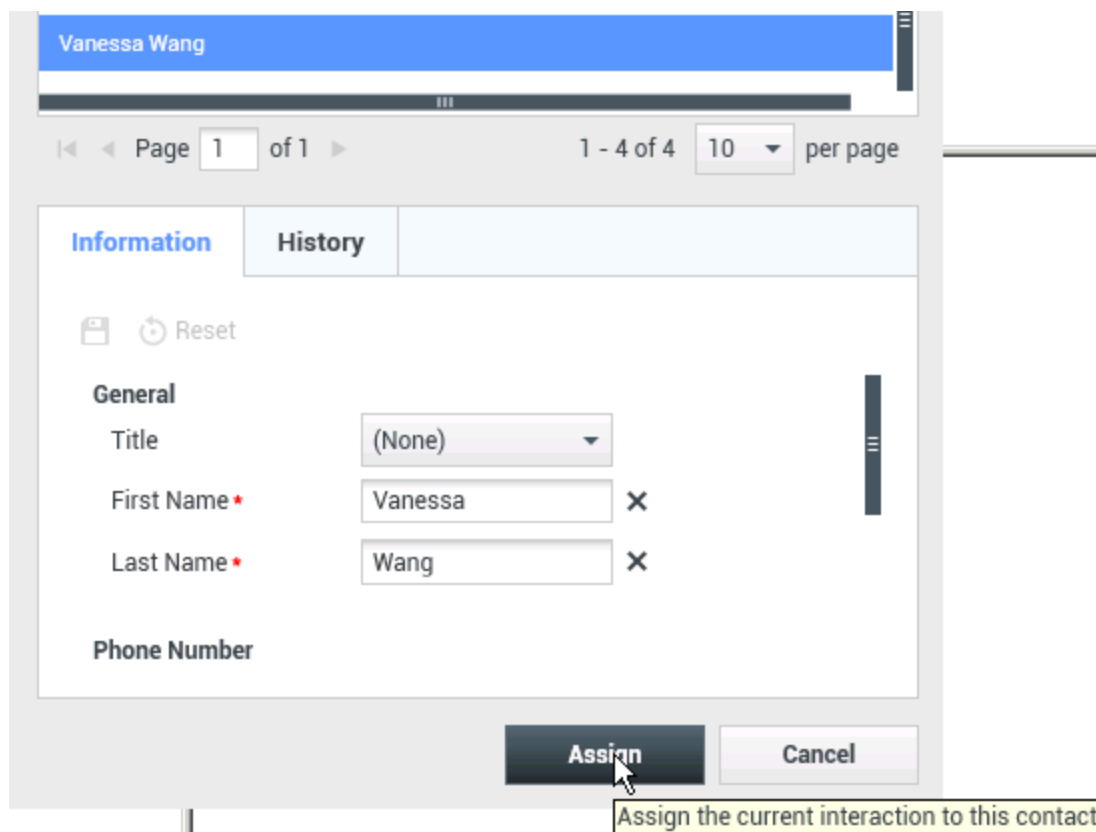 Vanessa Wang
Page 1 of 1 1 - 4 of 4 10 per page
Information History
Reset
General
Title (None)
First Name* Vanessa
Last Name* Wang
Phone Number
Assign Cancel
Assign the current interaction to this contact